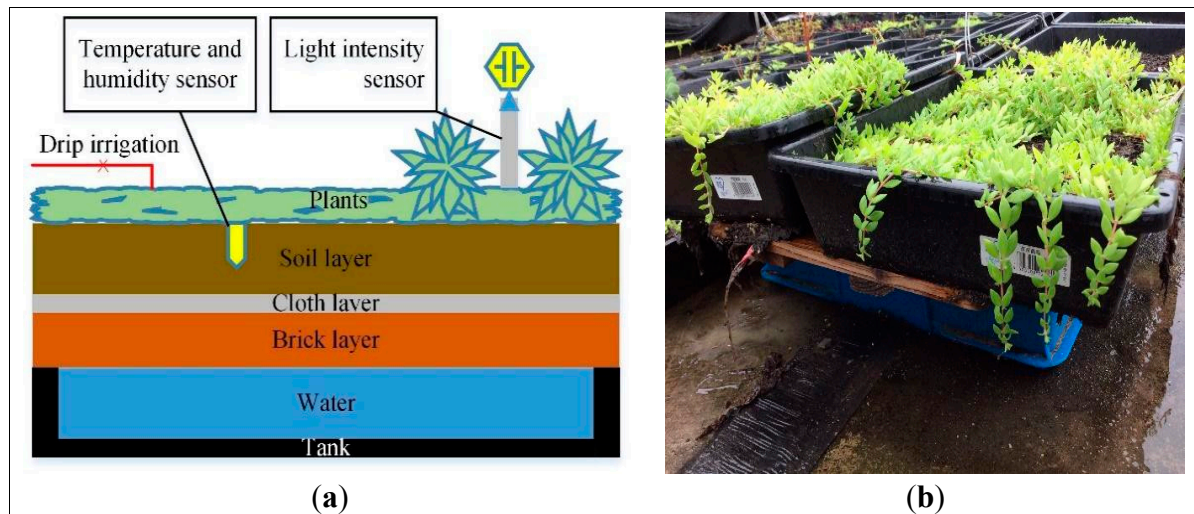 Temperature and
humidity sensor
Light intensity
sensor
Drip irrigation
Plants
Soil layer
Cloth layer
Brick layer
Water
Tank
(a)
(b)